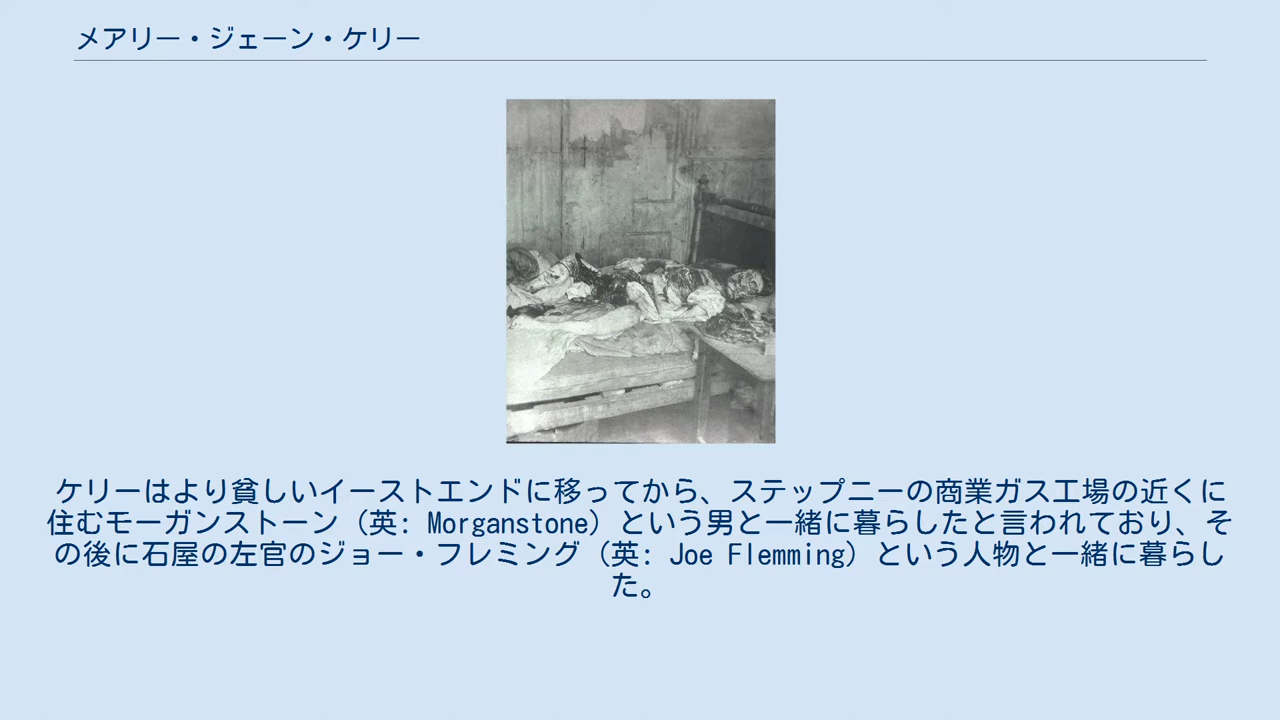 メアリー・ジェーン・ケリー
ケリーはより貧しいイーストエンドに移ってから、ステップニーの商業ガス工場の近くに
住むモーガンストーン（英: Morganstone）という男と一緒に暮らしたと言われており、そ
の後に石屋の左官のジョー・フレミング（英: Joe Flemming）という人物と一緒に暮らし
た。